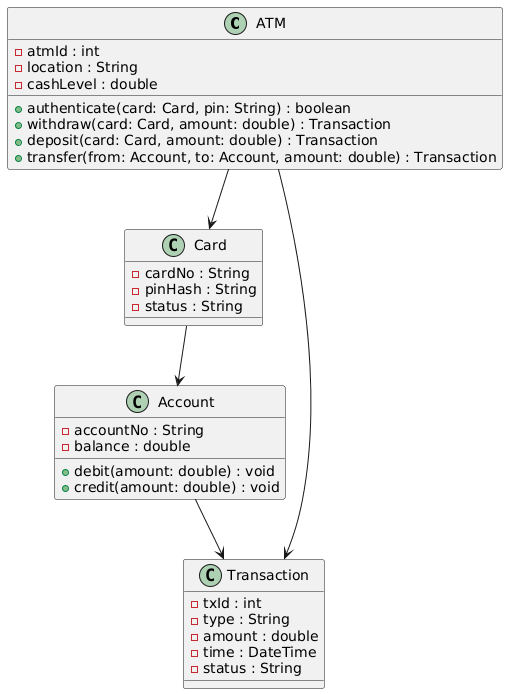 C ATM
atmId : int
location : String
cashLevel : double
authenticate(card: Card, pin: String) : boolean
withdraw(card: Card, amount: double) : Transaction
deposit(card: Card, amount: double) : Transaction
transfer(from: Account, to: Account, amount: double) : Transaction
C Card
cardNo : String
pinHash : String
status : String
C Account
accountNo : String
balance : double
debit(amount: double) : void
credit(amount: double) : void
C Transaction
txId : int
type : String
amount : double
time : DateTime
status : String